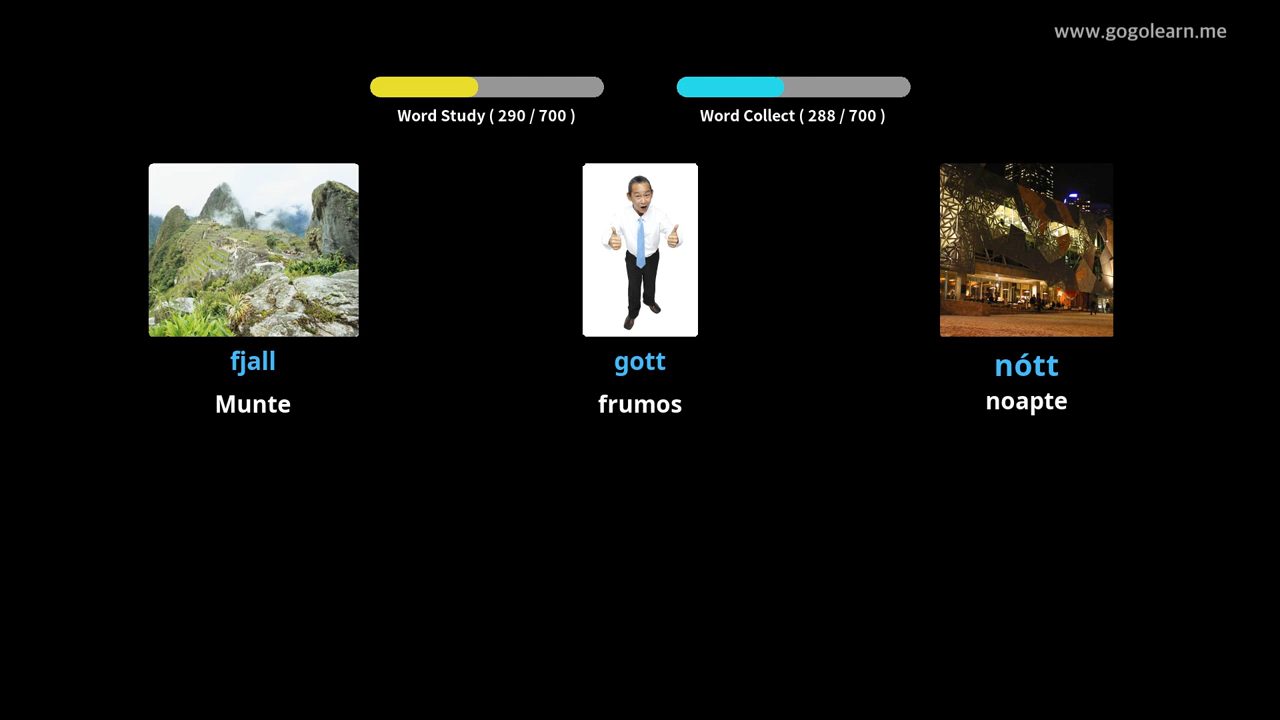 www.gogolearn.me
Word Study ( 290 / 700 )
Word Collect ( 288 / 700 )
fjall
gott
nótt
Munte
frumos
noapte